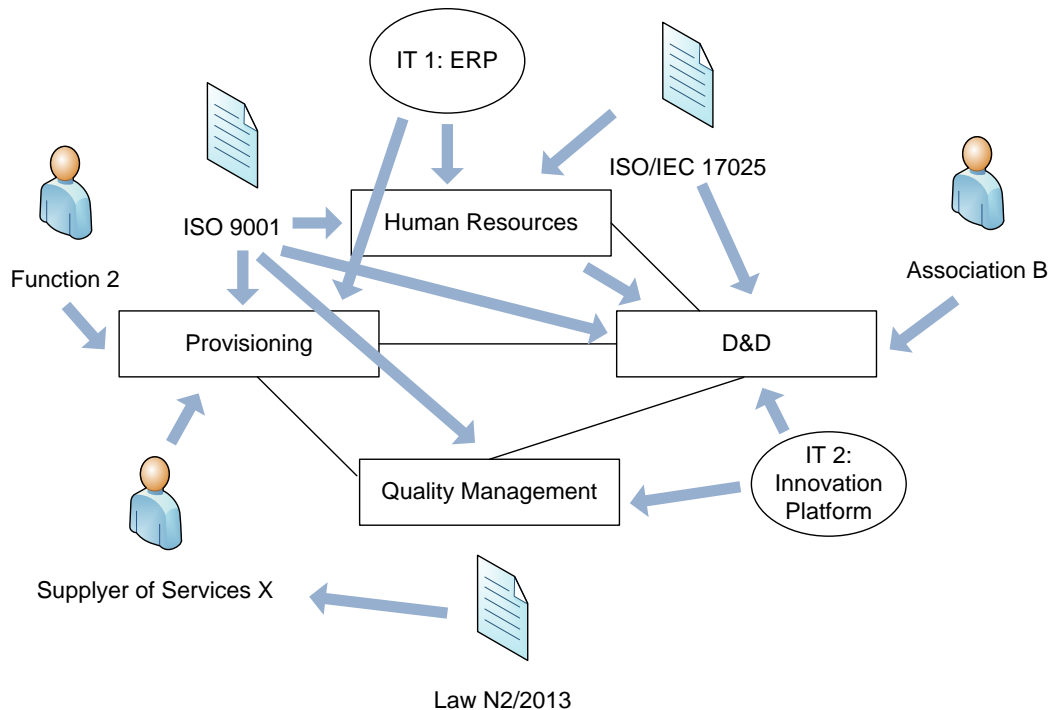 IT 1: ERP
ISO/IEC 17025
ISO 9001
Human Resources
Function 2
Association B
Provisioning
D&D
IT 2:
Innovation
Platform
Quality Management
Supplyer of Services X
Law N2/2013